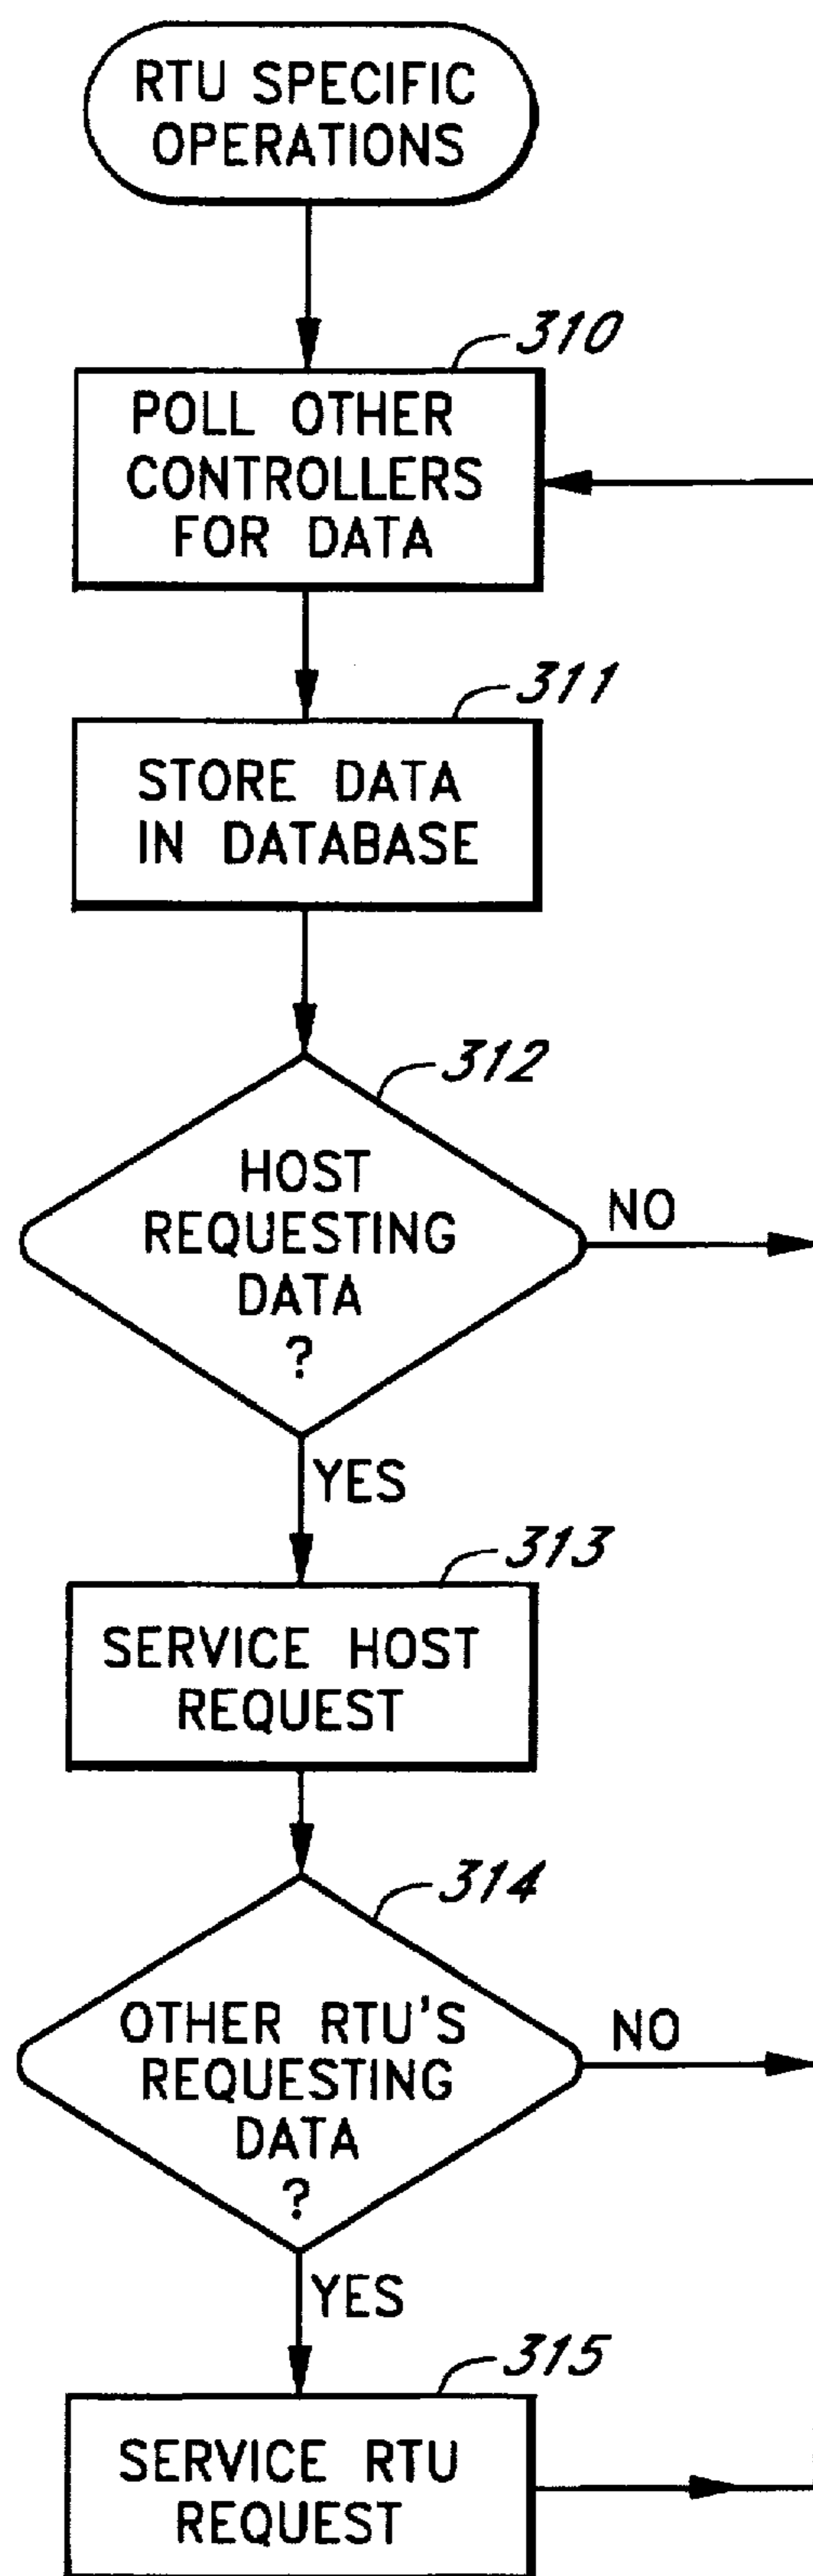 RTU SPECIFIC
OPERATIONS
310
POLL OTHER
CONTROLLERS
FOR DATA
311
STORE DATA
IN DATABASE
312
HOST
REQUESTING
DATA
?
NO
YES
313
SERVICE HOST
REQUEST
314
OTHER RTU'S
REQUESTING
DATA
?
NO
YES
315
SERVICE RTU
REQUEST